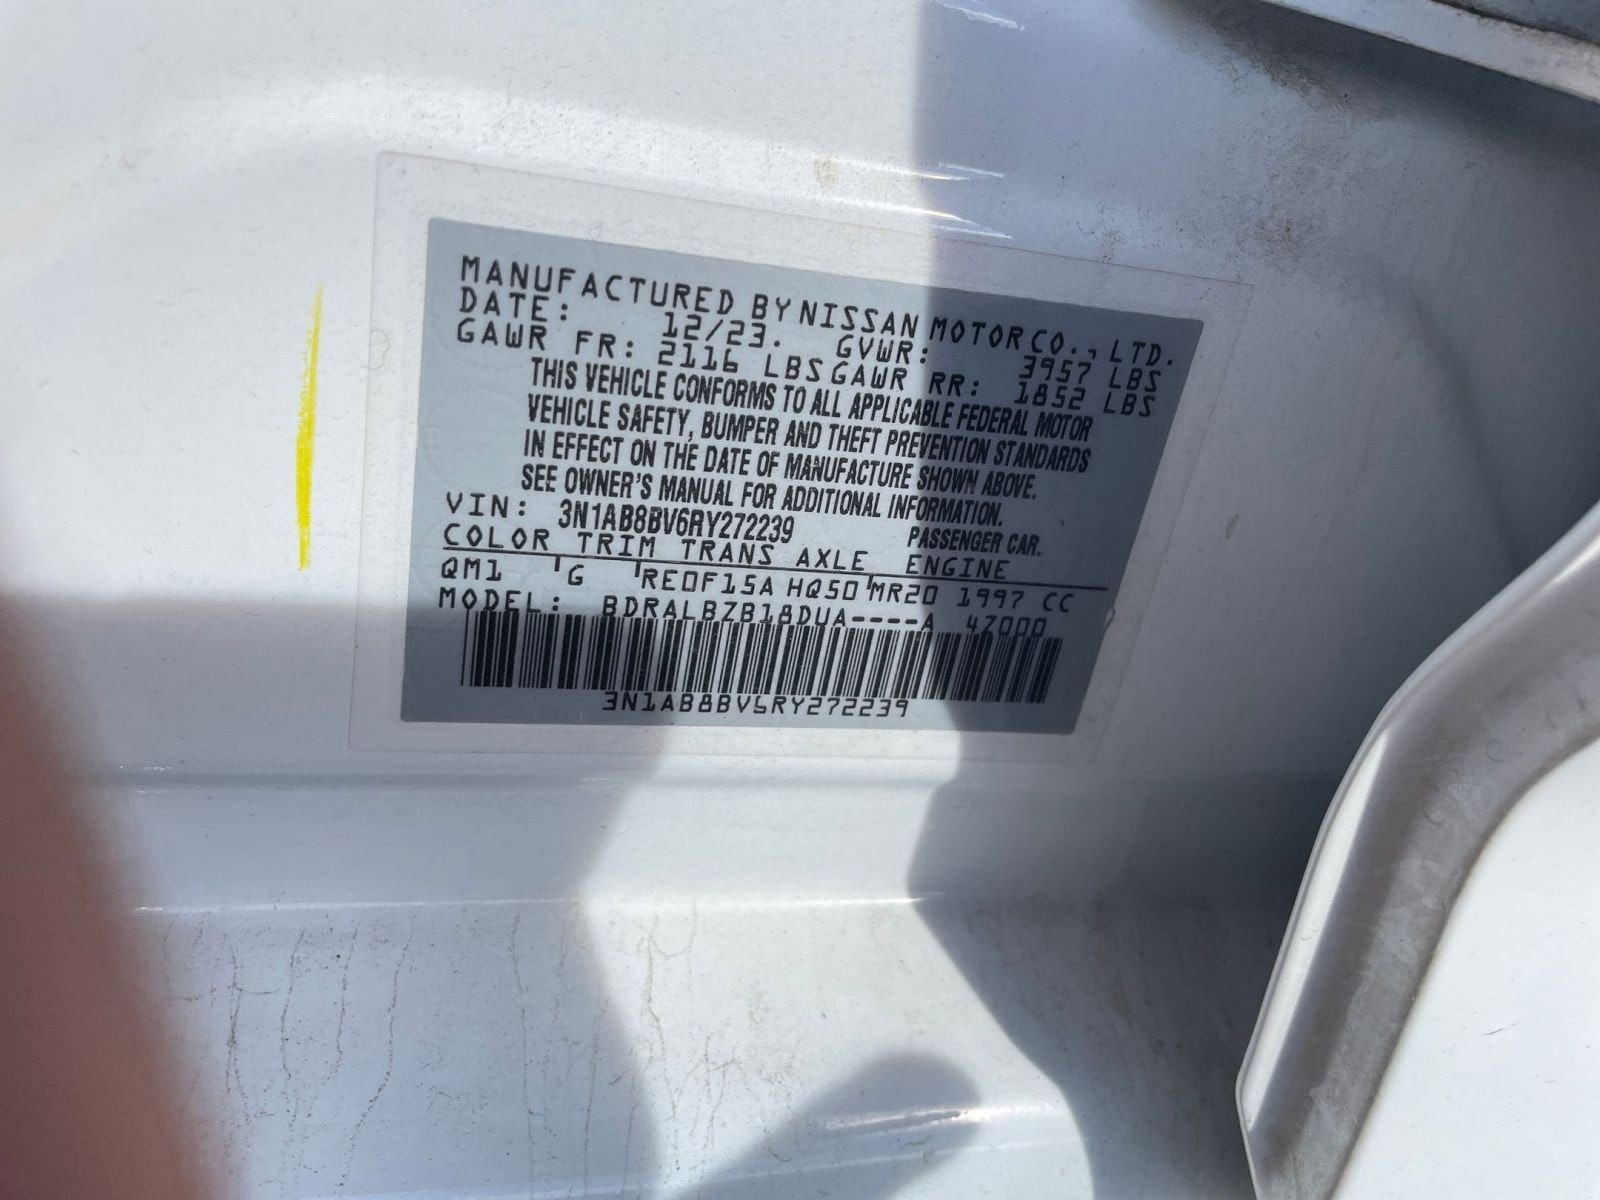 MANUFACTURED BY NISSAN MOTOR CO., LTD.
DATE: 12/23. GVWR: 3957 LBS
GAWR FR: 2116 LBS GAWR RR: 1852 LBS
THIS VEHICLE CONFORMS TO ALL APPLICABLE FEDERAL MOTOR
VEHICLE SAFETY, BUMPER AND THEFT PREVENTION STANDARDS
IN EFFECT ON THE DATE OF MANUFACTURE SHOWN ABOVE.
SEE OWNER'S MANUAL FOR ADDITIONAL INFORMATION.
VIN: 3N1AB8BV6RY272239 PASSENGER CAR.
COLOR TRIM TRANS AXLE ENGINE
QM1 G RE0F15A HQ50 MR20 1997 CC
MODEL: BDRALBZB18DUA----A 4Z000
3N1AB8BV6RY272239